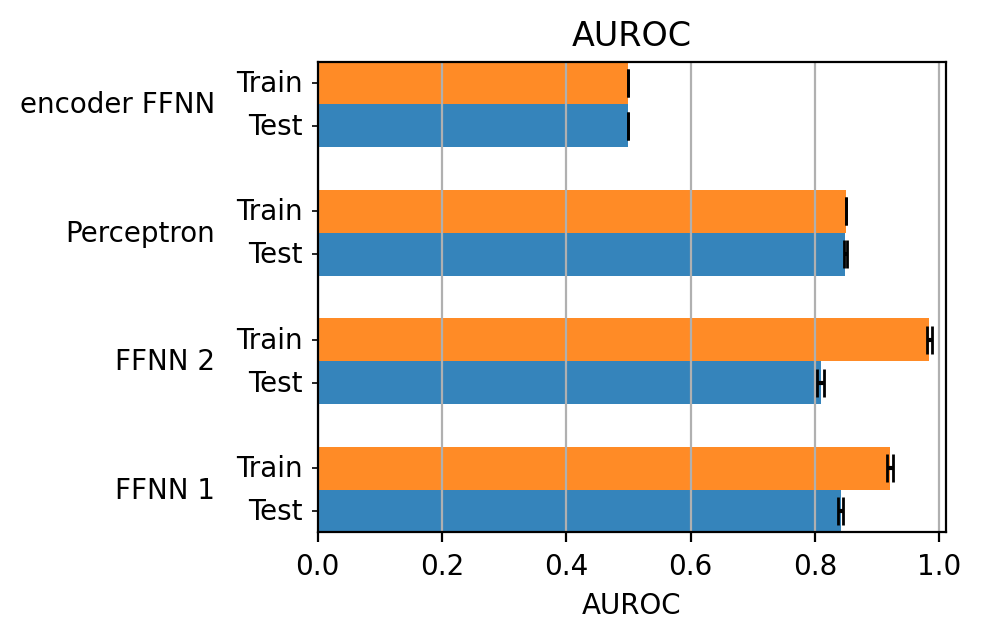 AUROC
encoder FFNN
Train
Test
Perceptron
Train
Test
FFNN 2
Train
Test
FFNN 1
Train
Test
0.0 0.2 0.4 0.6 0.8 1.0
AUROC